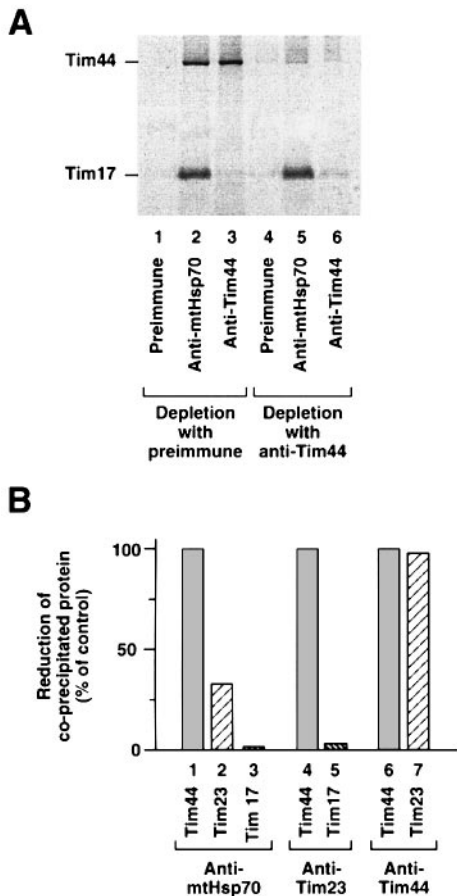 A
Tim44
Tim17
1 2 3 4 5 6
Preimmune
Anti-mtHsp70
Anti-Tim44
Preimmune
Anti-mtHsp70
Anti-Tim44
Depletion with preimmune
Depletion with anti-Tim44
B
Reduction of co-precipitated protein (% of control)
100
50
0
1 2 3 4 5 6 7
Tim44
Tim23
Tim 17
Tim44
Tim17
Tim44
Tim23
Anti-mtHsp70
Anti-Tim23
Anti-Tim44